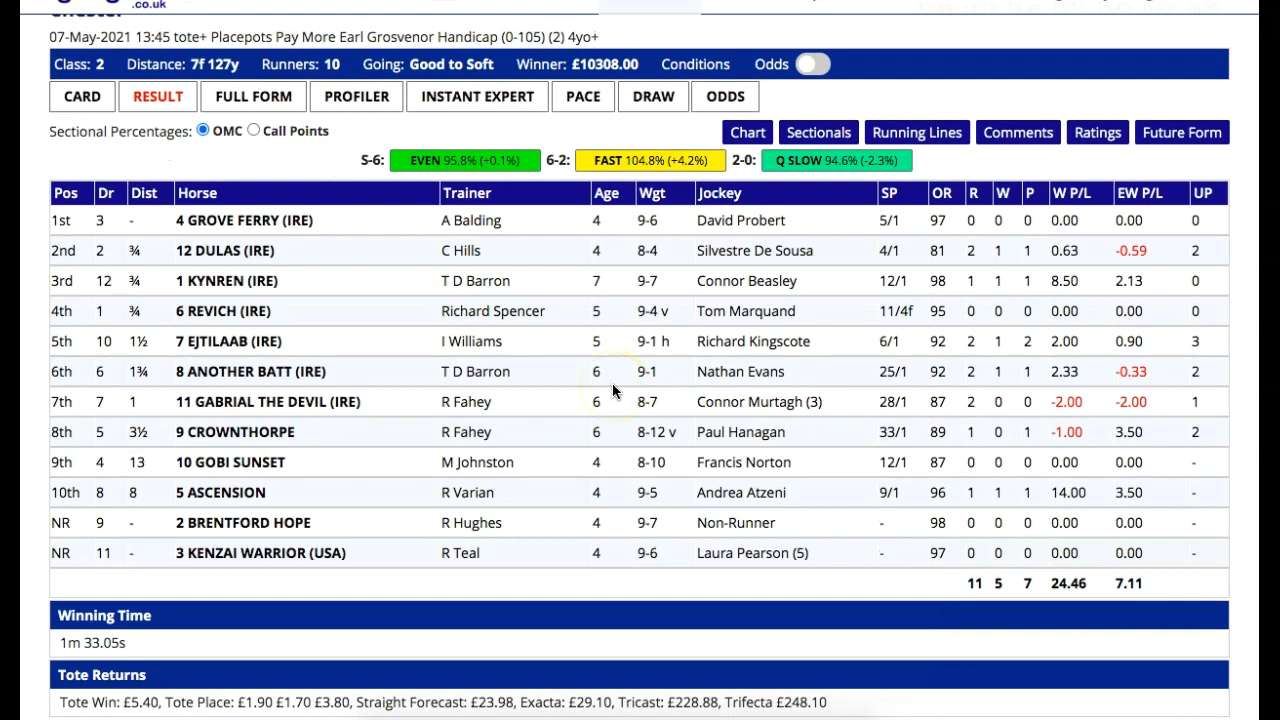 .co.uk
Chester
07-May-2021 13:45 tote+ Placepots Pay More Earl Grosvenor Handicap (0-105) (2) 4yo+
Class: 2 Distance: 7f 127y Runners: 10 Going: Good to Soft Winner: £10308.00 Conditions Odds
CARD RESULT FULL FORM PROFILER INSTANT EXPERT PACE DRAW ODDS
Sectional Percentages: OMC Call Points Chart Sectionals Running Lines Comments Ratings Future Form
S-6: EVEN 95.8% (+0.1%) 6-2: FAST 104.8% (+4.2%) 2-0: Q SLOW 94.6% (-2.3%)
Pos Dr Dist Horse Trainer Age Wgt Jockey SP OR R W P W P/L EW P/L UP
1st 3 - 4 GROVE FERRY (IRE) A Balding 4 9-6 David Probert 5/1 97 0 0 0 0.00 0.00 0
2nd 2 ¾ 12 DULAS (IRE) C Hills 4 8-4 Silvestre De Sousa 4/1 81 2 1 1 0.63 -0.59 2
3rd 12 ¾ 1 KYNREN (IRE) T D Barron 7 9-7 Connor Beasley 12/1 98 1 1 1 8.50 2.13 0
4th 1 ¾ 6 REVICH (IRE) Richard Spencer 5 9-4 v Tom Marquand 11/4f 95 0 0 0 0.00 0.00 0
5th 10 1½ 7 EJTILAAB (IRE) I Williams 5 9-1 h Richard Kingscote 6/1 92 2 1 2 2.00 0.90 3
6th 6 1¾ 8 ANOTHER BATT (IRE) T D Barron 6 9-1 Nathan Evans 25/1 92 2 1 1 2.33 -0.33 2
7th 7 1 11 GABRIAL THE DEVIL (IRE) R Fahey 6 8-7 Connor Murtagh (3) 28/1 87 2 0 0 -2.00 -2.00 1
8th 5 3½ 9 CROWNTHORPE R Fahey 6 8-12 v Paul Hanagan 33/1 89 1 0 1 -1.00 3.50 2
9th 4 13 10 GOBI SUNSET M Johnston 4 8-10 Francis Norton 12/1 87 0 0 0 0.00 0.00 -
10th 8 8 5 ASCENSION R Varian 4 9-5 Andrea Atzeni 9/1 96 1 1 1 14.00 3.50 -
NR 9 - 2 BRENTFORD HOPE R Hughes 4 9-7 Non-Runner - 98 0 0 0 0.00 0.00 -
NR 11 - 3 KENZAI WARRIOR (USA) R Teal 4 9-6 Laura Pearson (5) - 97 0 0 0 0.00 0.00 -
11 5 7 24.46 7.11
Winning Time
1m 33.05s
Tote Returns
Tote Win: £5.40, Tote Place: £1.90 £1.70 £3.80, Straight Forecast: £23.98, Exacta: £29.10, Tricast: £228.88, Trifecta £248.10